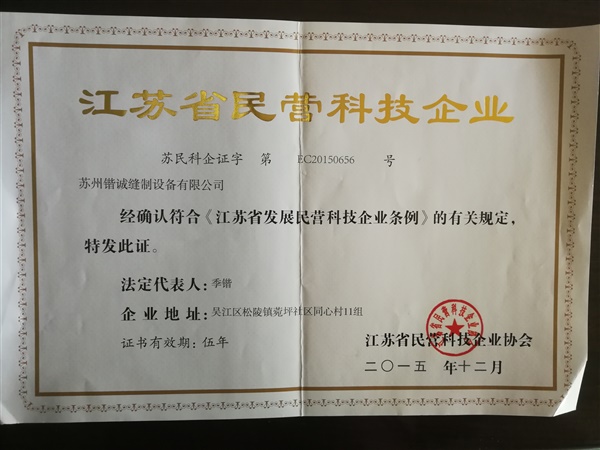 江苏省民营科技企业
苏民科企证字 第 EC20150656 号
苏州锴诚缝制设备有限公司
经确认符合《江苏省发展民营科技企业条例》的有关规定，
特发此证。
法定代表人：季锴
企业地址：吴江区松陵镇菀坪社区同心村11组
证书有效期：伍年
江苏省民营科技企业协会
二〇一五 年十二月